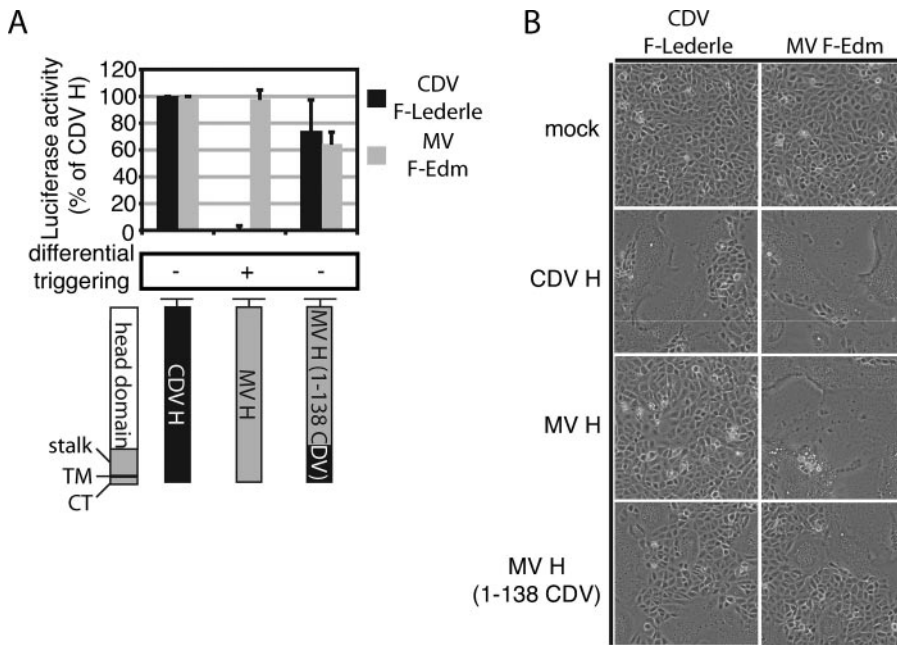 A
Luciferase activity
(% of CDV H)
120
100
80
60
40
20
0
CDV
F-Lederle
MV
F-Edm
differential
triggering
- + -
head domain
stalk
TM
CT
CDV H
MV H
MV H (1-138 CDV)
B
CDV
F-Lederle
MV F-Edm
mock
CDV H
MV H
MV H
(1-138 CDV)